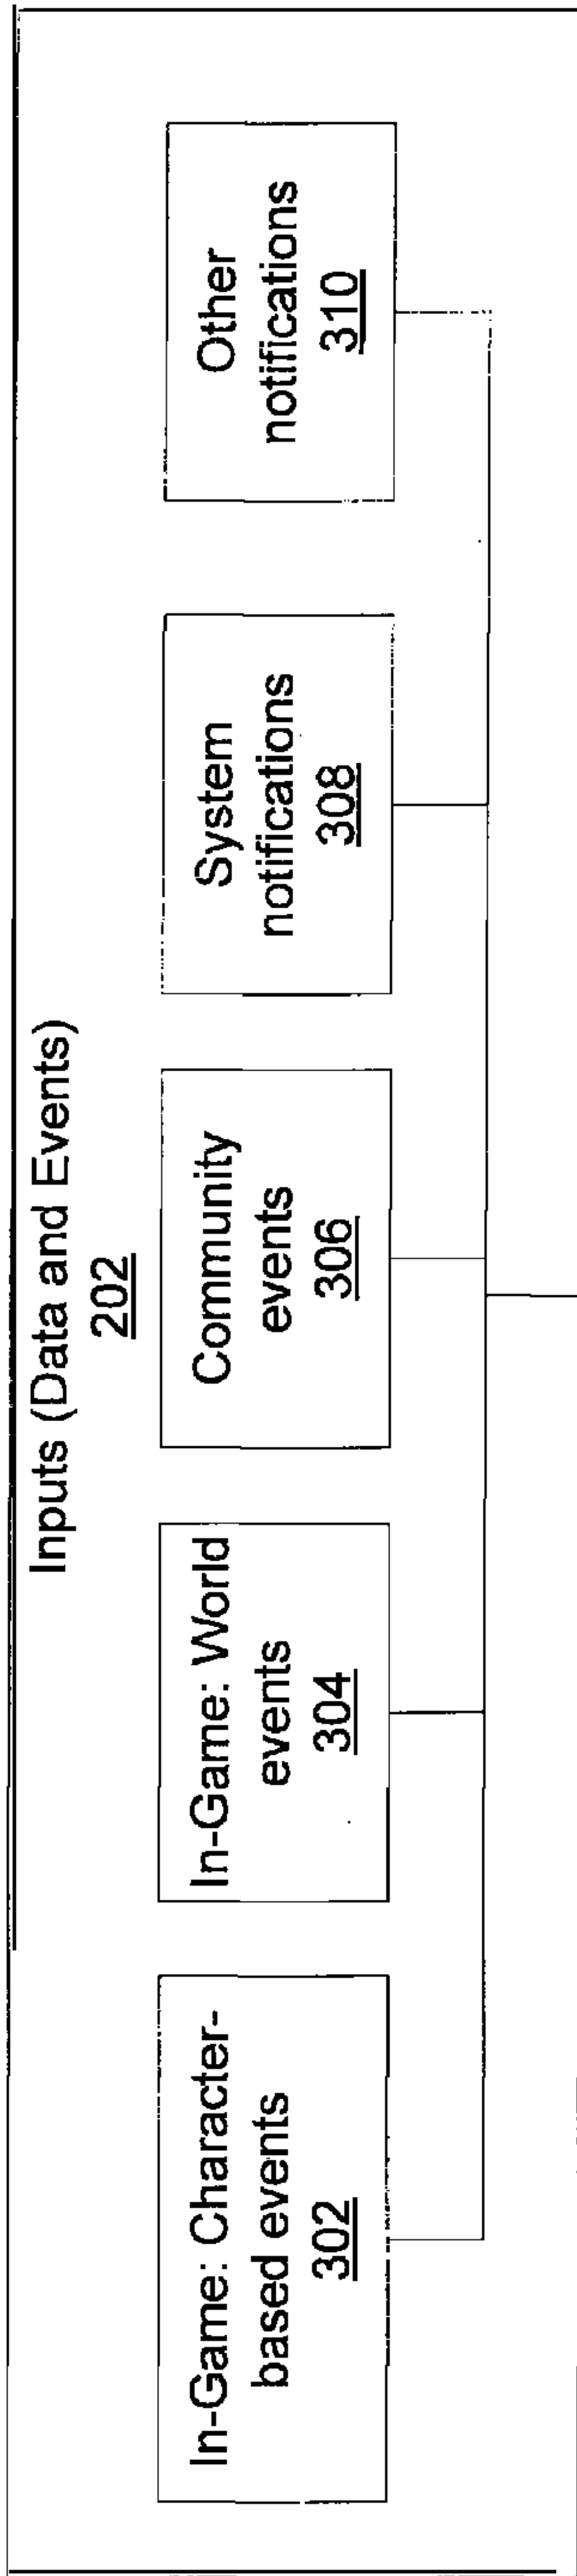 Inputs (Data and Events)
202
In-Game: Character-
based events
302
In-Game: World
events
304
Community
events
306
System
notifications
308
Other
notifications
310